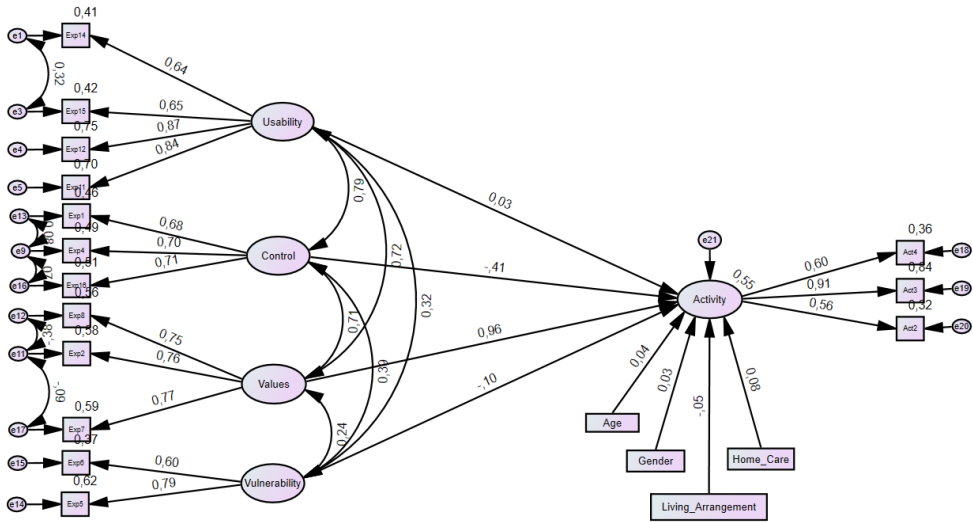 0,41
e1
Exp14
0,64
0,32
0,42
e3
Exp15
0,65
0,75
e4
Exp12
0,87
0,84
0,70
e5
Usability
0,46
e13
Exp1
0,68
0,49
e9
Exp4
0,70
0,51
e16
0,71
Control
0,56
e12
Exp8
0,75
-,38
0,58
e11
Exp2
0,76
-,09
0,59
e17
Exp7
0,77
Values
0,37
e15
Exp6
0,60
0,62
e14
Exp5
0,79
Vulnerability
0,79
0,72
0,32
0,71
0,39
0,24
0,03
-,41
0,96
-,10
e21
0,55
Activity
0,60
0,36
Act4
e18
0,91
0,84
Act3
e19
0,56
0,32
Act2
e20
0,04
0,03
-,05
0,08
Age
Gender
Home_Care
Living_Arrangement